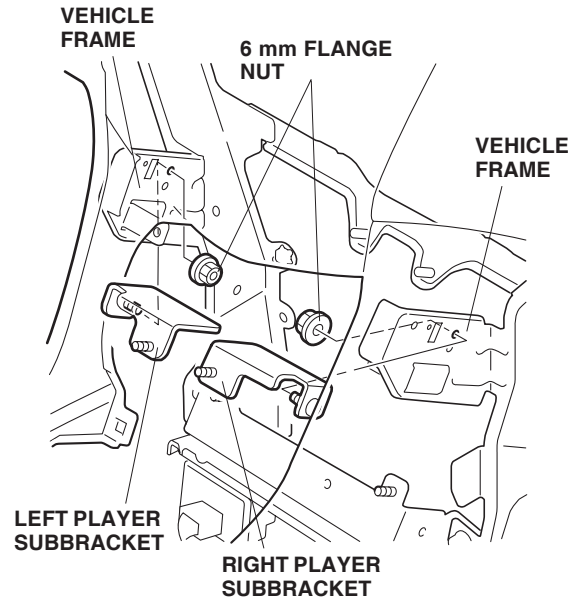 VEHICLE
FRAME
6 mm FLANGE
NUT
VEHICLE
FRAME
LEFT PLAYER
SUBBRACKET
RIGHT PLAYER
SUBBRACKET